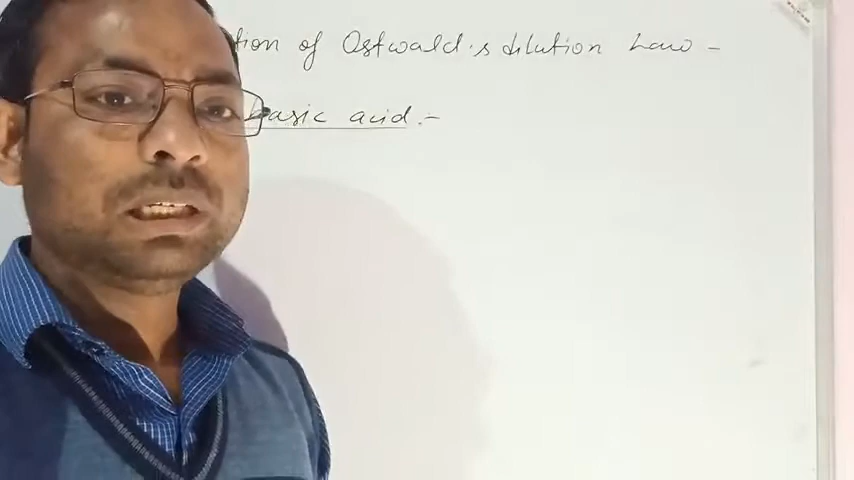 tion of Ostwald's dilution Law -
basic acid :-